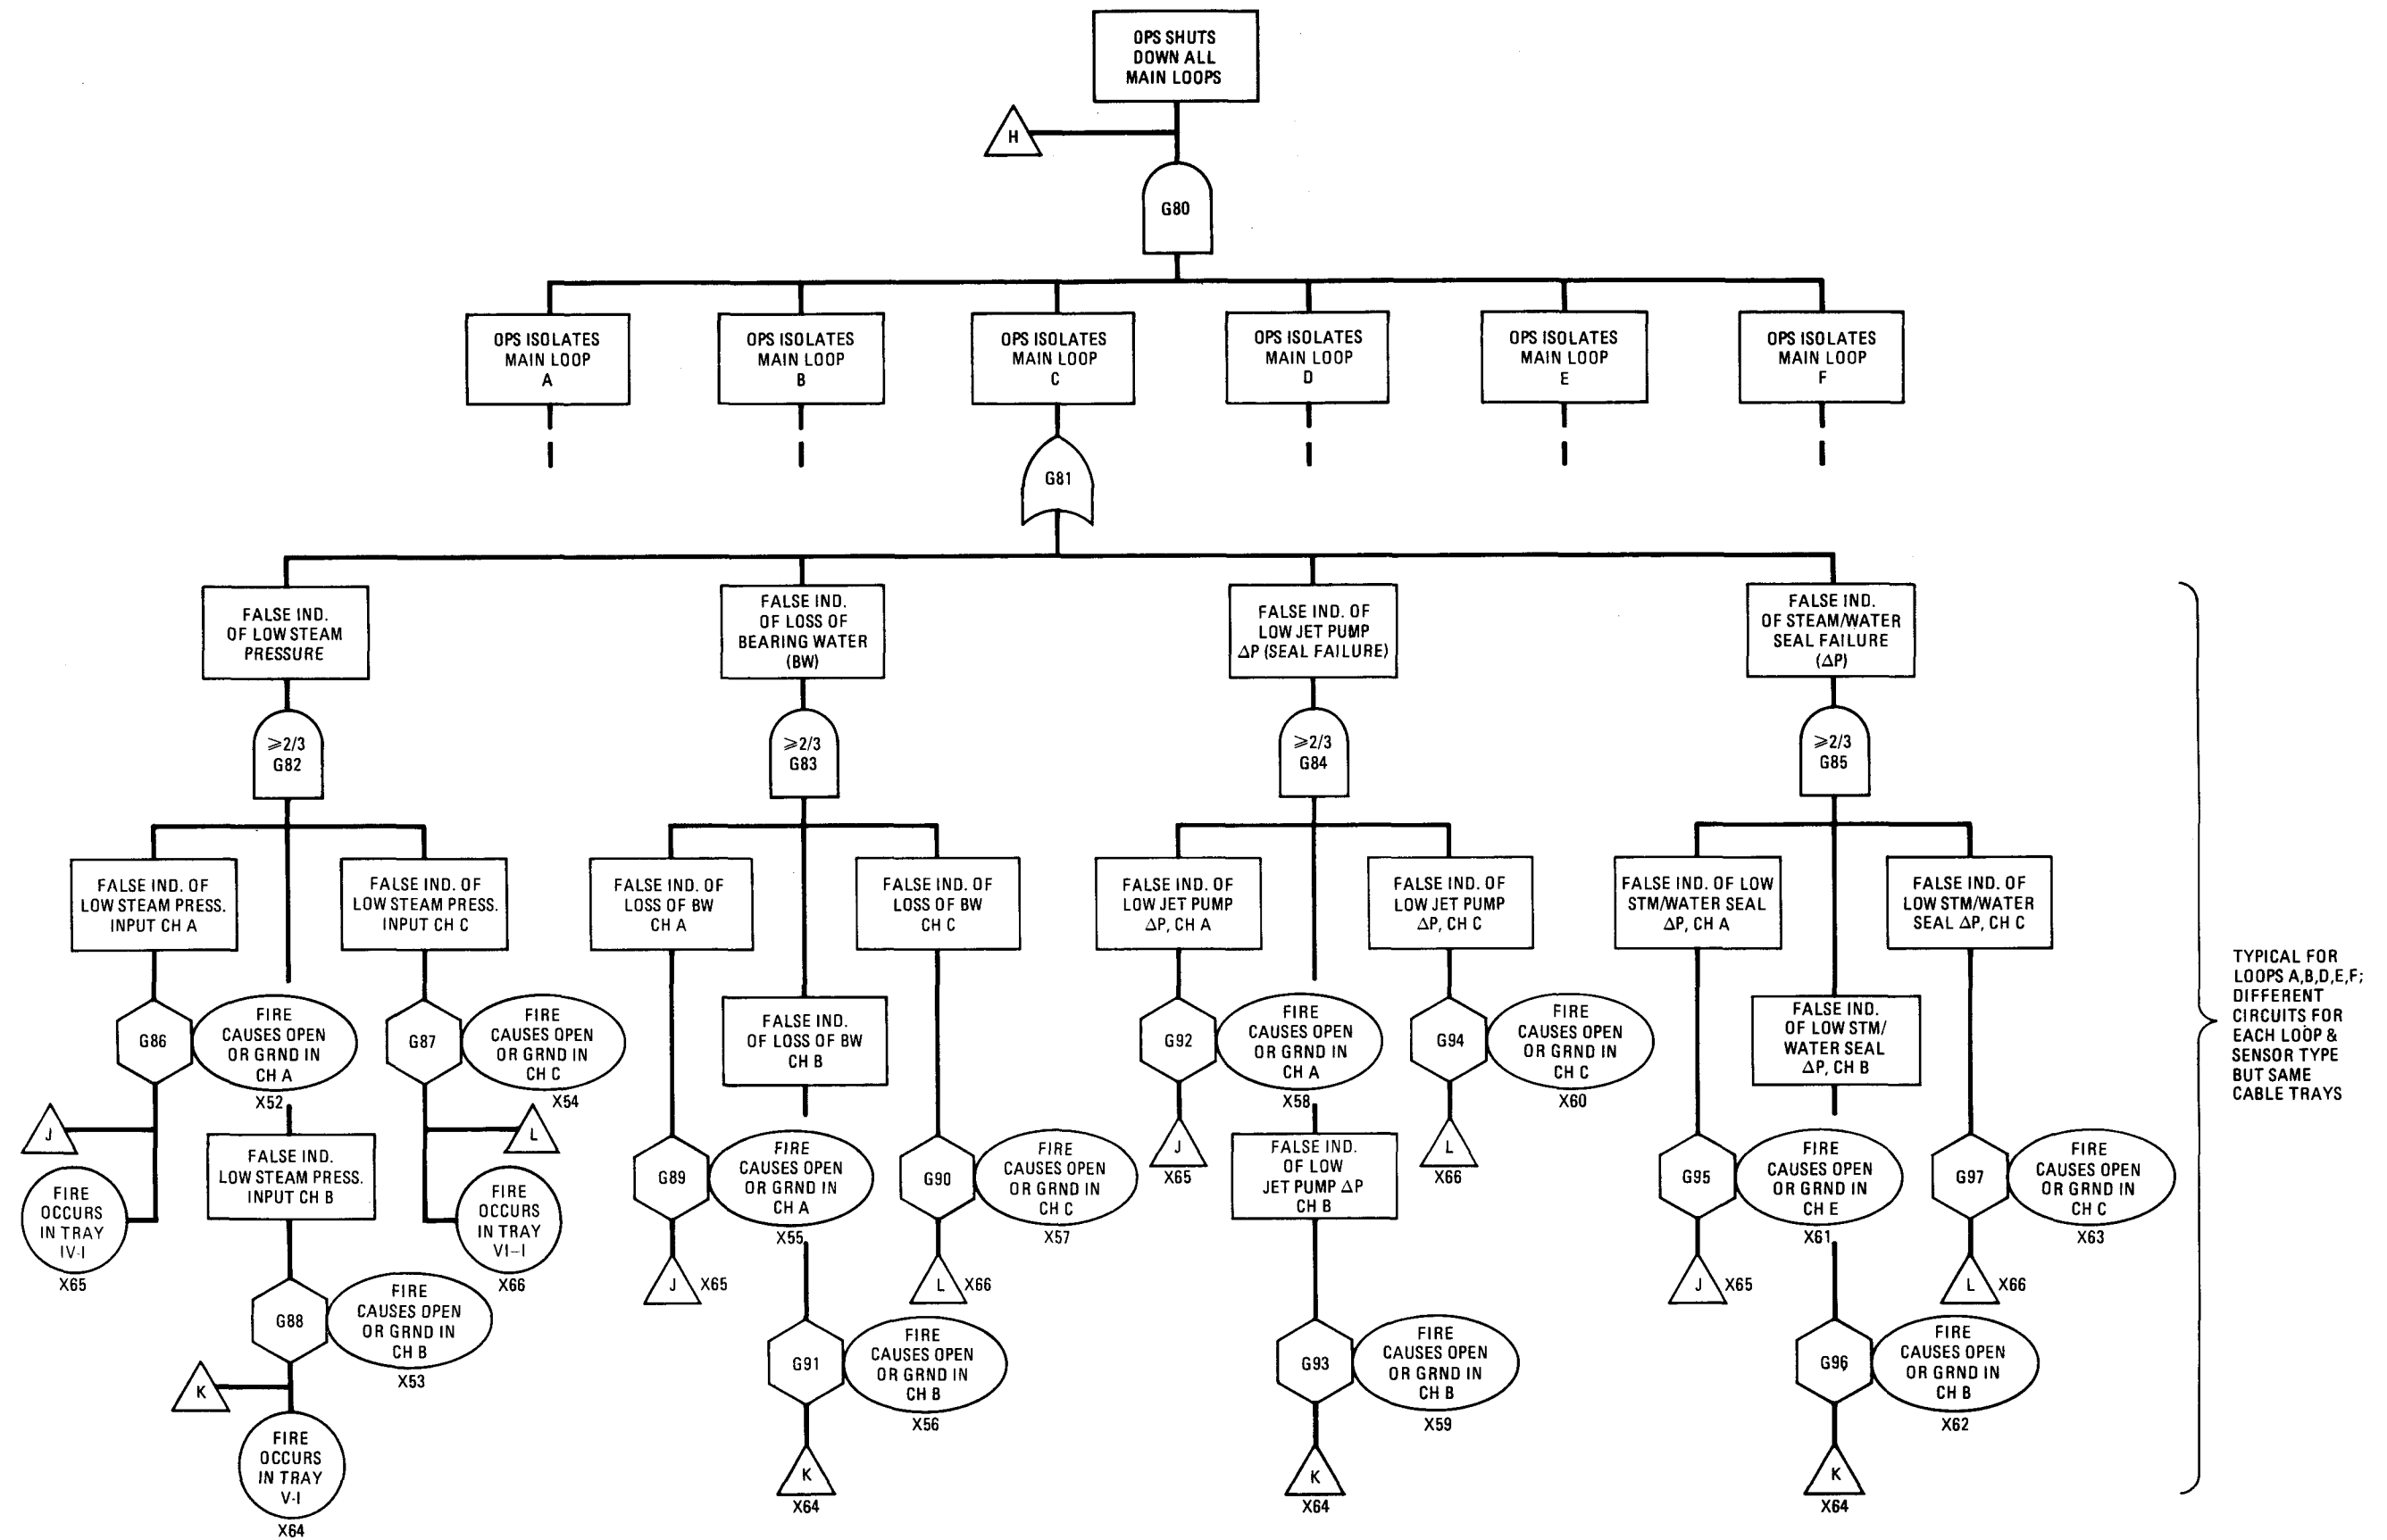 OPS SHUTS
DOWN ALL
MAIN LOOPS
H
G80
OPS ISOLATES
MAIN LOOP
A
OPS ISOLATES
MAIN LOOP
B
OPS ISOLATES
MAIN LOOP
C
OPS ISOLATES
MAIN LOOP
D
OPS ISOLATES
MAIN LOOP
E
OPS ISOLATES
MAIN LOOP
F
G81
FALSE IND.
OF LOW STEAM
PRESSURE
FALSE IND.
OF LOSS OF
BEARING WATER
(BW)
FALSE IND. OF
LOW JET PUMP
ΔP (SEAL FAILURE)
FALSE IND.
OF STEAM/WATER
SEAL FAILURE
(ΔP)
⩾2/3
G82
⩾2/3
G83
⩾2/3
G84
⩾2/3
G85
FALSE IND. OF
LOW STEAM PRESS.
INPUT CH A
FALSE IND. OF
LOW STEAM PRESS.
INPUT CH C
FALSE IND. OF
LOSS OF BW
CH A
FALSE IND. OF
LOSS OF BW
CH C
FALSE IND. OF
LOW JET PUMP
ΔP, CH A
FALSE IND. OF
LOW JET PUMP
ΔP, CH C
FALSE IND. OF LOW
STM/WATER SEAL
ΔP, CH A
FALSE IND. OF
LOW STM/WATER
SEAL ΔP, CH C
G86
FIRE
CAUSES OPEN
OR GRND IN
CH A
X52
G87
FIRE
CAUSES OPEN
OR GRND IN
CH C
X54
FALSE IND.
OF LOSS OF BW
CH B
G92
FIRE
CAUSES OPEN
OR GRND IN
CH A
X58
G94
FIRE
CAUSES OPEN
OR GRND IN
CH C
X60
FALSE IND.
OF LOW STM/
WATER SEAL
ΔP, CH B
TYPICAL FOR
LOOPS A,B,D,E,F;
DIFFERENT
CIRCUITS FOR
EACH LOOP &
SENSOR TYPE
BUT SAME
CABLE TRAYS
J
L
J
X65
L
X66
FIRE
OCCURS
IN TRAY
IV-I
X65
FALSE IND.
LOW STEAM PRESS.
INPUT CH B
FIRE
OCCURS
IN TRAY
VI-I
X66
G89
FIRE
CAUSES OPEN
OR GRND IN
CH A
X55
G90
FIRE
CAUSES OPEN
OR GRND IN
CH C
X57
FALSE IND.
OF LOW
JET PUMP ΔP
CH B
G95
FIRE
CAUSES OPEN
OR GRND IN
CH E
X61
G97
FIRE
CAUSES OPEN
OR GRND IN
CH C
X63
J X65
L X66
J X65
L X66
G88
FIRE
CAUSES OPEN
OR GRND IN
CH B
X53
G91
FIRE
CAUSES OPEN
OR GRND IN
CH B
X56
G93
FIRE
CAUSES OPEN
OR GRND IN
CH B
X59
G96
FIRE
CAUSES OPEN
OR GRND IN
CH B
X62
K
FIRE
OCCURS
IN TRAY
V-I
X64
K
X64
K
X64
K
X64